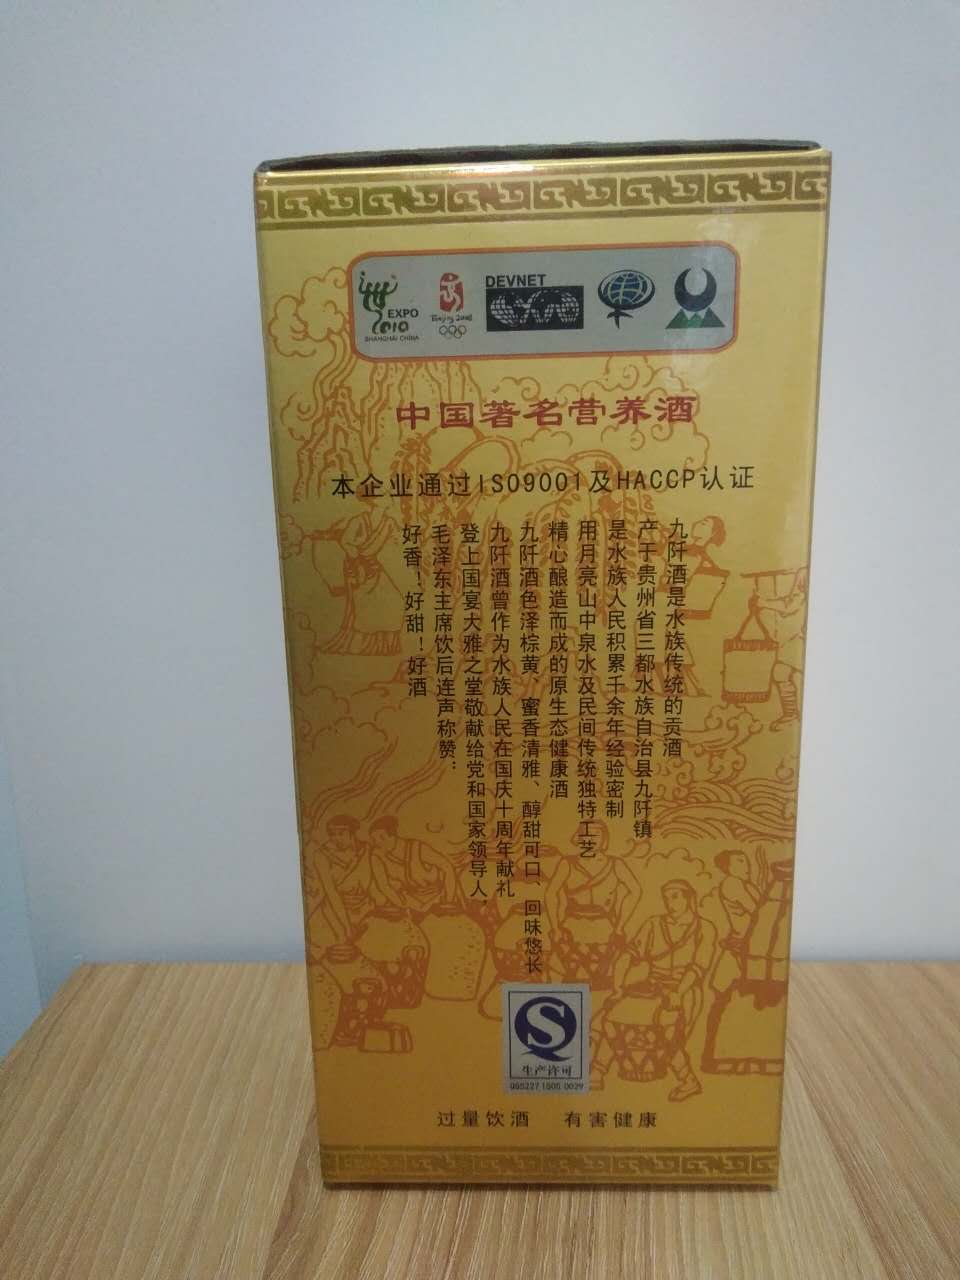 EXPO
2010
SHANGHAI CHINA
Beijing 2008
DEVNET
中国著名营养酒
本企业通过ISO9001及HACCP认证
九阡酒是水族传统的贡酒
产于贵州省三都水族自治县九阡镇
是水族人民积累千余年经验密制
用月亮山中泉水及民间传统独特工艺
精心酿造而成的原生态健康酒
九阡酒色泽棕黄、蜜香清雅、醇甜可口、回味悠长
九阡酒曾作为水族人民在国庆十周年献礼
登上国宴大雅之堂敬献给党和国家领导人，
毛泽东主席饮后连声称赞：
好香！好甜！好酒
生产许可
QS5227 1505 0029
过量饮酒 有害健康